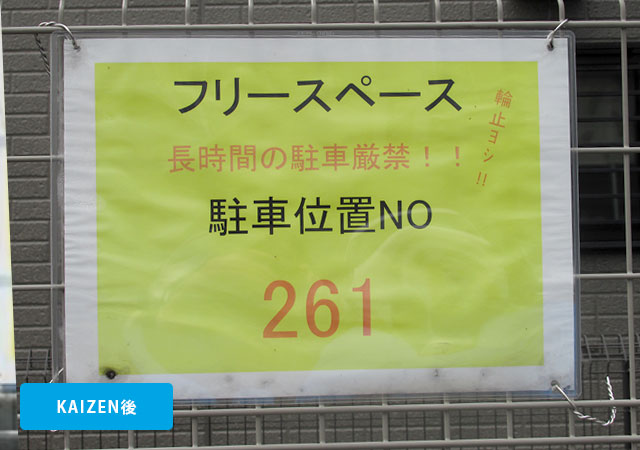 フリースペース
輪止ヨシ!!
長時間の駐車厳禁！！
駐車位置NO
261
KAIZEN後